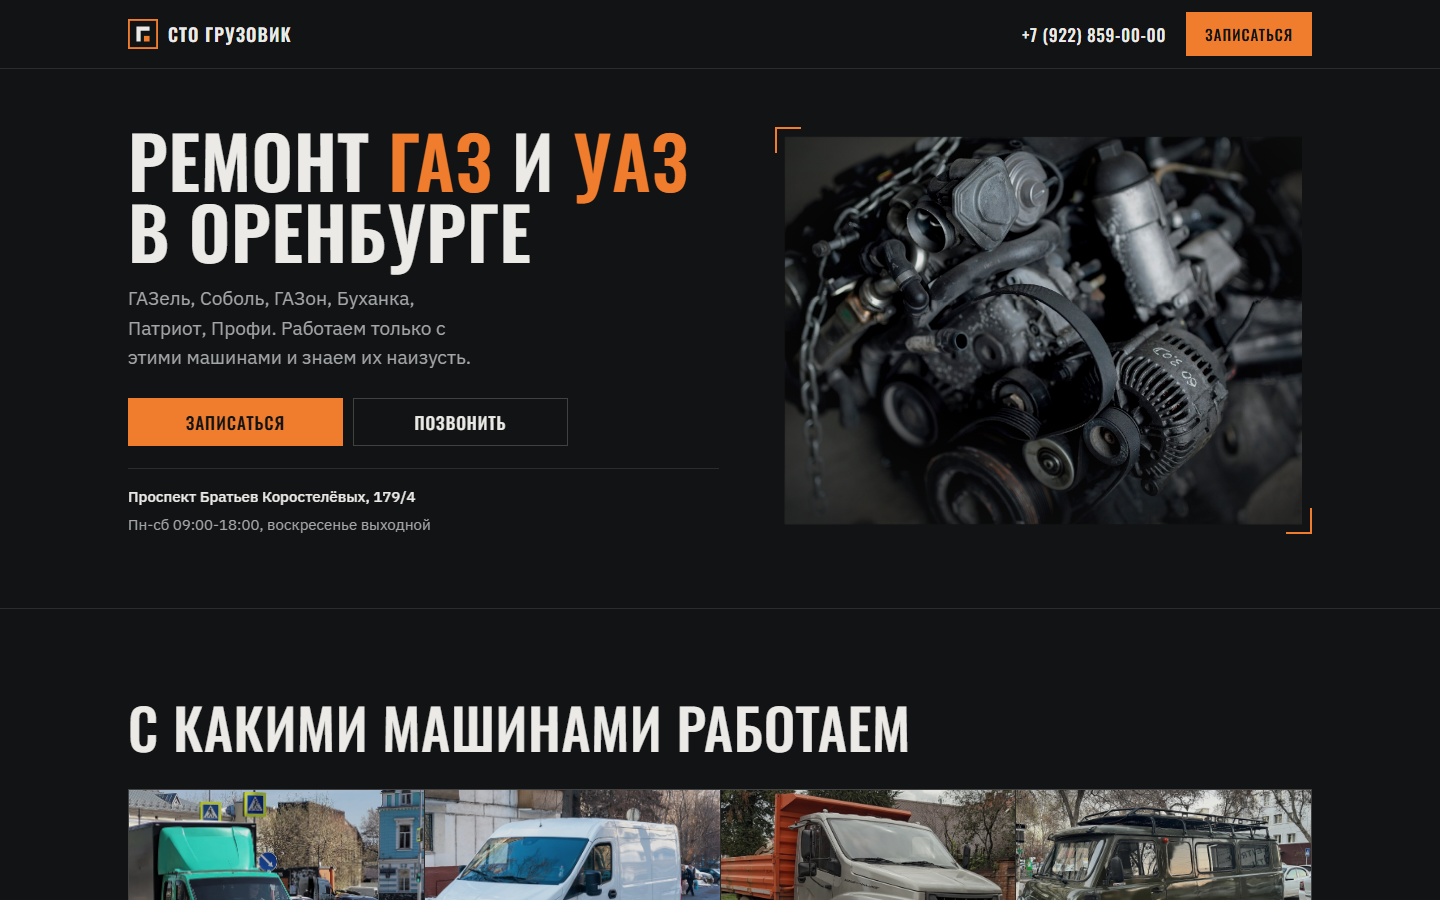 СТО ГРУЗОВИК
+7 (922) 859-00-00
ЗАПИСАТЬСЯ
РЕМОНТ ГАЗ И УАЗ
В ОРЕНБУРГЕ
ГАЗель, Соболь, ГАЗон, Буханка,
Патриот, Профи. Работаем только с
этими машинами и знаем их наизусть.
ЗАПИСАТЬСЯ
ПОЗВОНИТЬ
Проспект Братьев Коростелёвых, 179/4
Пн-сб 09:00-18:00, воскресенье выходной
С КАКИМИ МАШИНАМИ РАБОТАЕМ